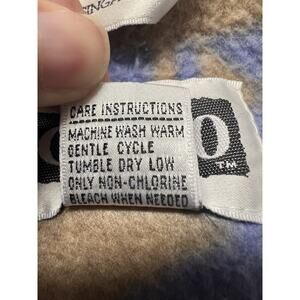 CARE INSTRUCTIONS
MACHINE WASH WARM
GENTLE CYCLE
TUMBLE DRY LOW
ONLY NON-CHLORINE
BLEACH WHEN NEEDED
O
TM